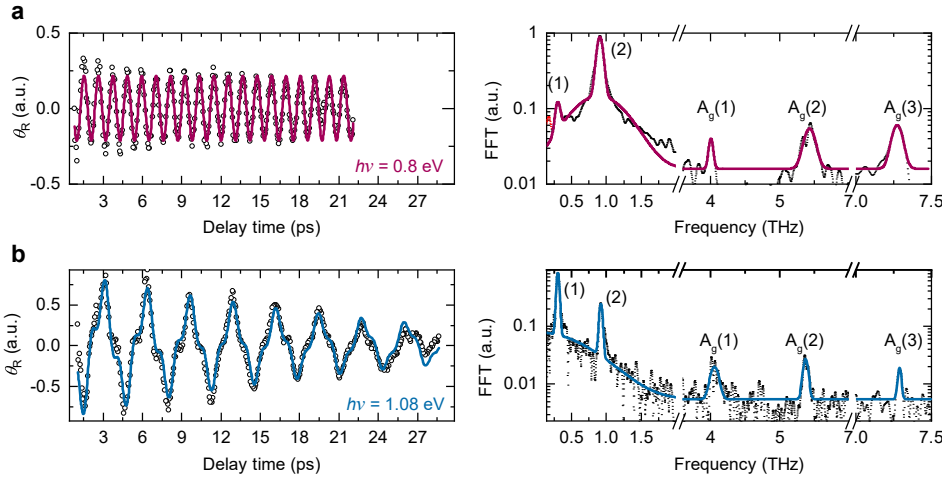 a
0.5
0.0
-0.5
θR (a.u.)
hν = 0.8 eV
3 6 9 12 15 18 21 24 27
Delay time (ps)
1
0.1
0.01
FFT (a.u.)
(1)
(2)
Ag(1)
Ag(2)
Ag(3)
0.5 1.0 1.5 4 5 7.0 7.5
Frequency (THz)
b
0.5
0.0
-0.5
θR (a.u.)
hν = 1.08 eV
3 6 9 12 15 18 21 24 27
Delay time (ps)
0.1
0.01
FFT (a.u.)
(1)
(2)
Ag(1)
Ag(2)
Ag(3)
0.5 1.0 1.5 4 5 7.0 7.5
Frequency (THz)